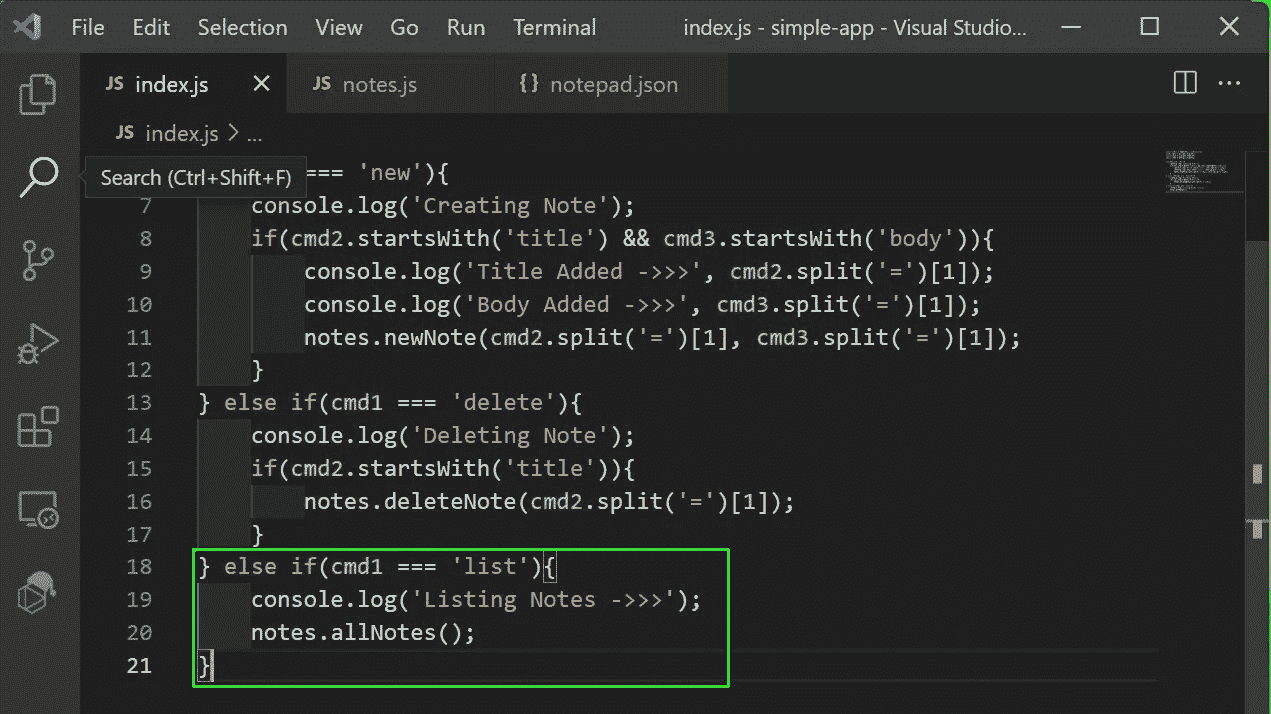 File Edit Selection View Go Run Terminal index.js - simple-app - Visual Studio...
JS index.js JS notes.js {} notepad.json ...
JS index.js > ...
Search (Ctrl+Shift+F) === 'new'){
7 console.log('Creating Note');
8 if(cmd2.startsWith('title') && cmd3.startsWith('body')){
9 console.log('Title Added ->>>', cmd2.split('=')[1]);
10 console.log('Body Added ->>>', cmd3.split('=')[1]);
11 notes.newNote(cmd2.split('=')[1], cmd3.split('=')[1]);
12 }
13 } else if(cmd1 === 'delete'){
14 console.log('Deleting Note');
15 if(cmd2.startsWith('title')){
16 notes.deleteNote(cmd2.split('=')[1]);
17 }
18 } else if(cmd1 === 'list'){
19 console.log('Listing Notes ->>>');
20 notes.allNotes();
21 }